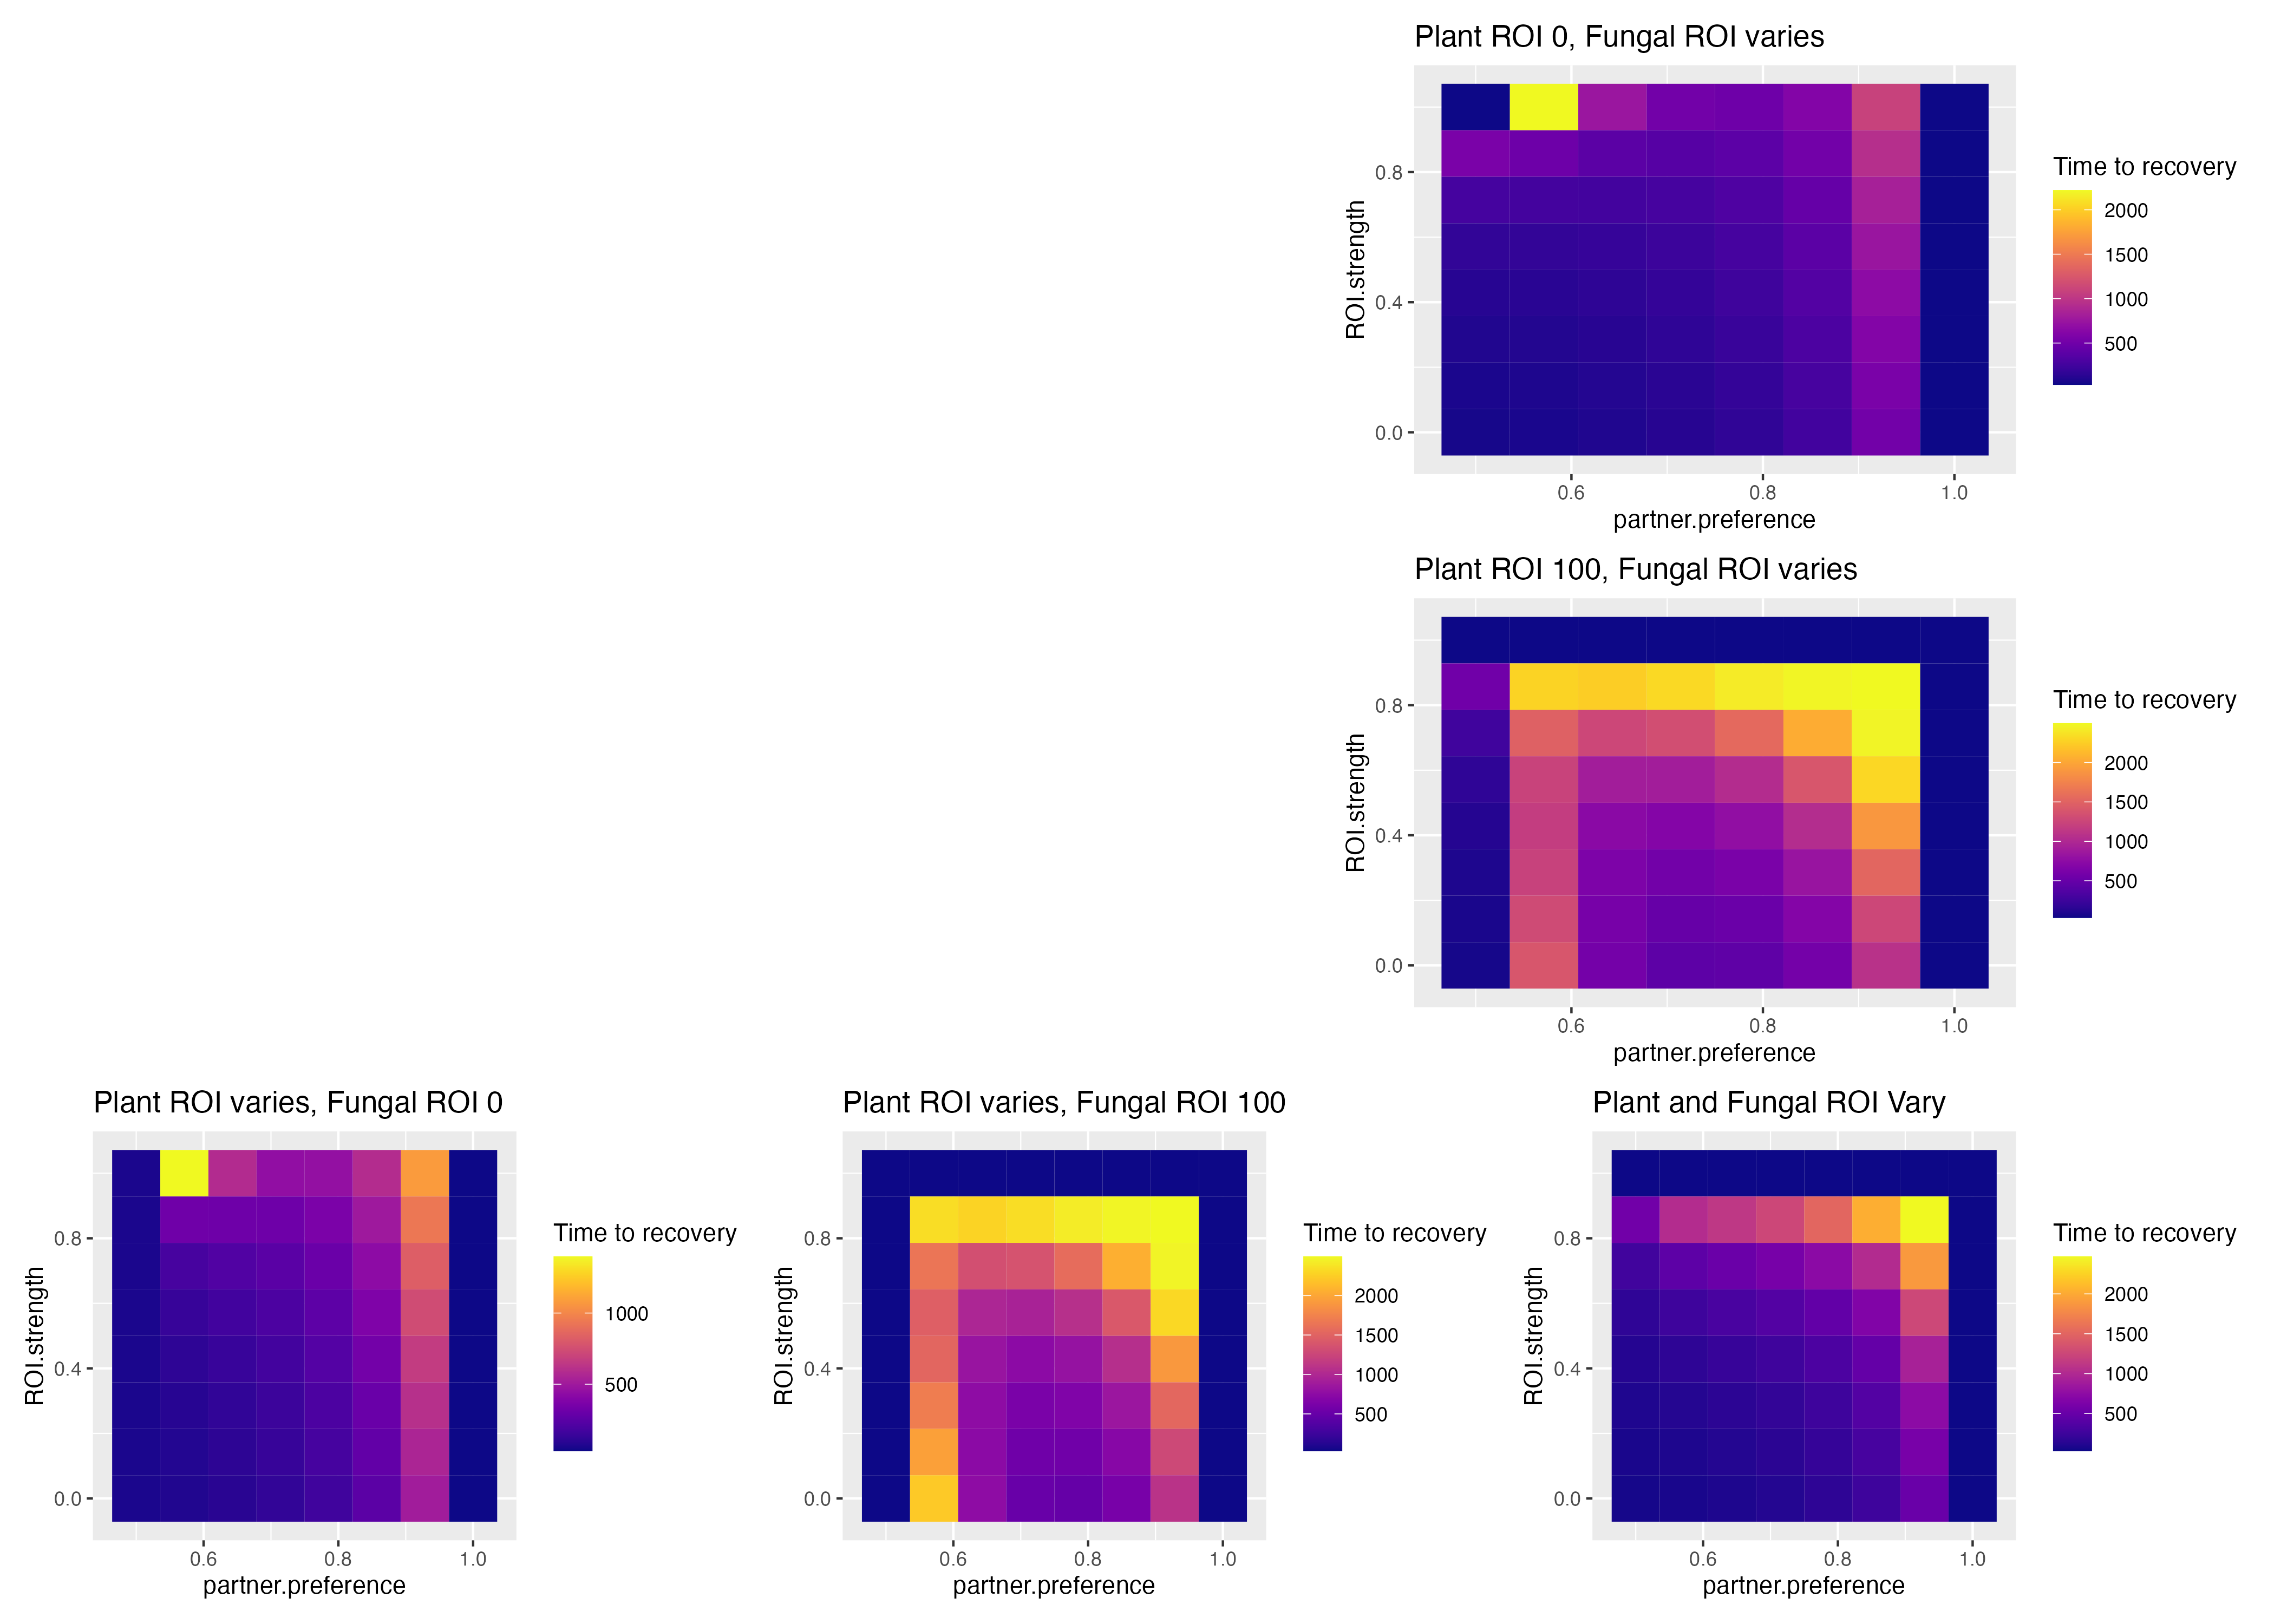 Plant ROI 0, Fungal ROI varies
ROI.strength
0.8
0.4
0.0
0.6 0.8 1.0
partner.preference
Time to recovery
2000
1500
1000
500
Plant ROI 100, Fungal ROI varies
ROI.strength
0.8
0.4
0.0
0.6 0.8 1.0
partner.preference
Time to recovery
2000
1500
1000
500
Plant ROI varies, Fungal ROI 0
ROI.strength
0.8
0.4
0.0
0.6 0.8 1.0
partner.preference
Time to recovery
1000
500
Plant ROI varies, Fungal ROI 100
ROI.strength
0.8
0.4
0.0
0.6 0.8 1.0
partner.preference
Time to recovery
2000
1500
1000
500
Plant and Fungal ROI Vary
ROI.strength
0.8
0.4
0.0
0.6 0.8 1.0
partner.preference
Time to recovery
2000
1500
1000
500